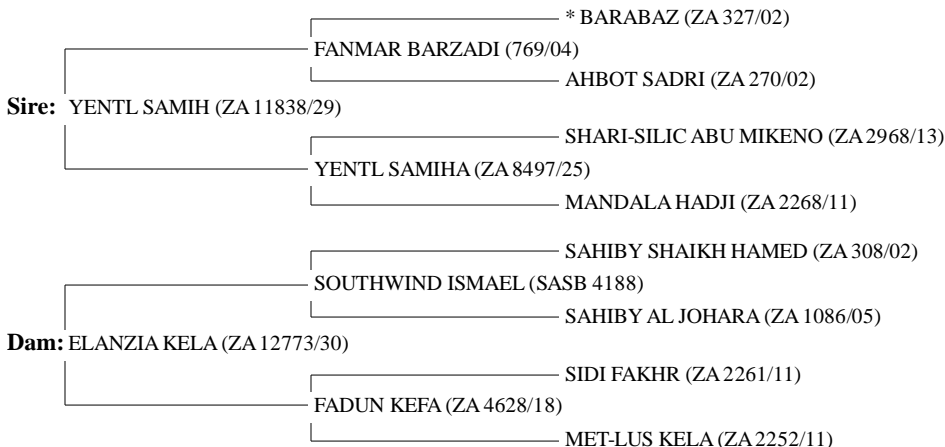 * BARABAZ (ZA 327/02)
FANMAR BARZADI (769/04)
AHBOT SADRI (ZA 270/02)
Sire: YENTL SAMIH (ZA 11838/29)
SHARI-SILIC ABU MIKENO (ZA 2968/13)
YENTL SAMIHA (ZA 8497/25)
MANDALA HADJI (ZA 2268/11)
SAHIBY SHAIKH HAMED (ZA 308/02)
SOUTHWIND ISMAEL (SASB 4188)
SAHIBY AL JOHARA (ZA 1086/05)
Dam: ELANZIA KELA (ZA 12773/30)
SIDI FAKHR (ZA 2261/11)
FADUN KEFA (ZA 4628/18)
MET-LUS KELA (ZA 2252/11)